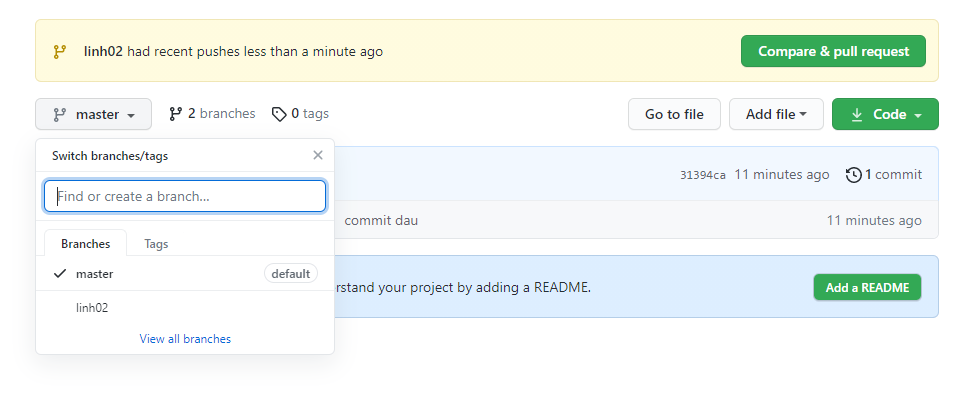 linh02 had recent pushes less than a minute ago
Compare & pull request
master
2 branches
0 tags
Go to file
Add file
Code
Switch branches/tags
Find or create a branch...
Branches
Tags
master
default
linh02
View all branches
31394ca 11 minutes ago 1 commit
commit dau 11 minutes ago
rstand your project by adding a README.
Add a README